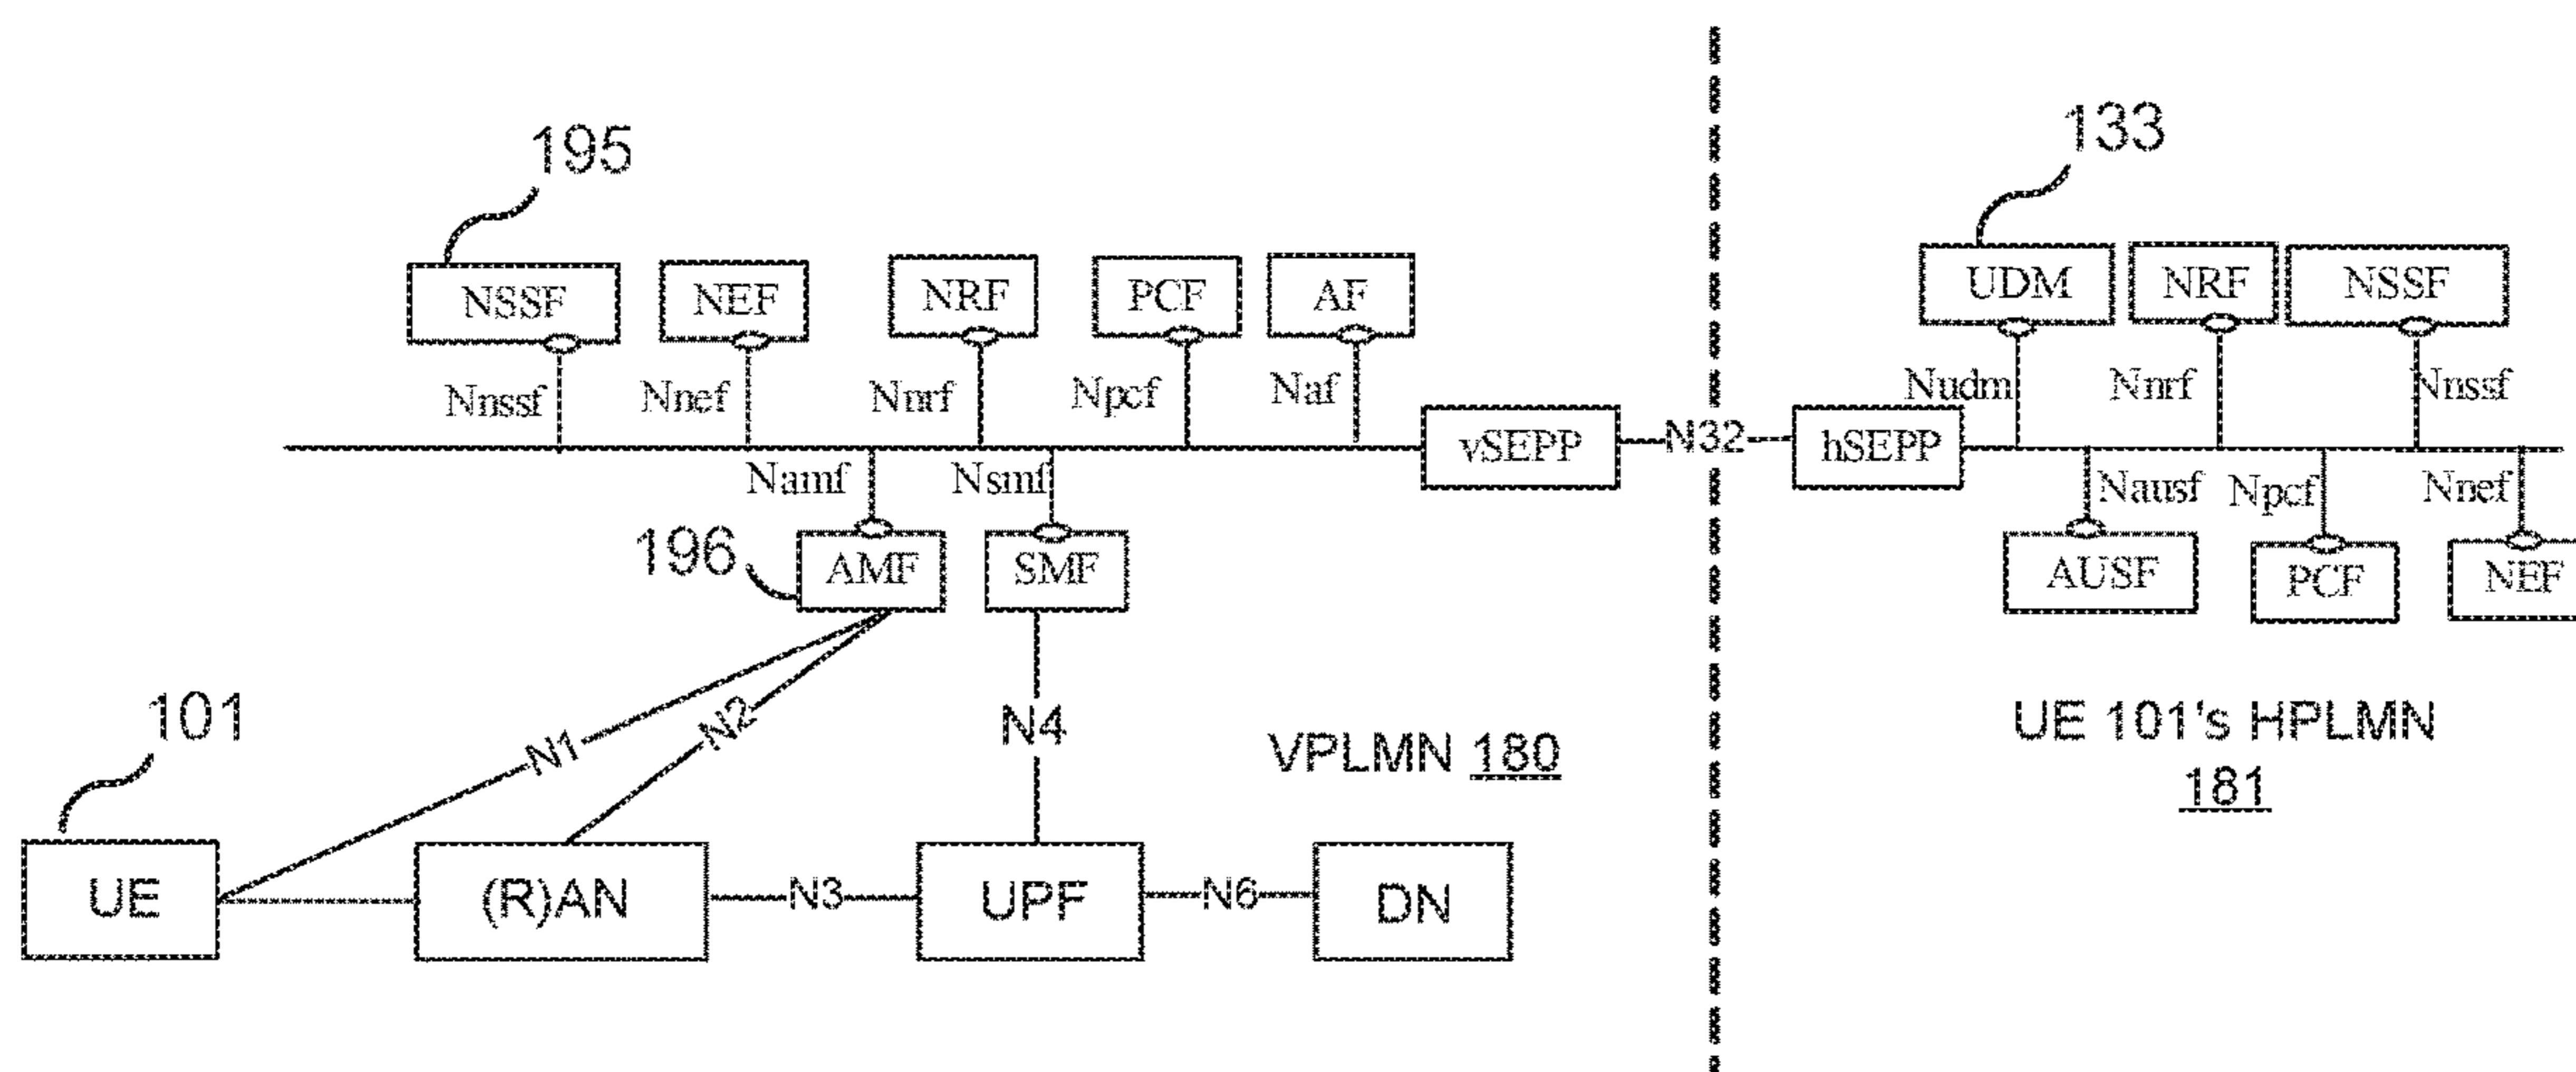 195
133
NSSF
NEF
NRF
PCF
AF
UDM
NRF
NSSF
Nnssf
Nnef
Nnrf
Npcf
Naf
Nudm
Nnrf
Nnssf
vSEPP
N32
hSEPP
Namf
Nsmf
Nausf
Npcf
Nnef
196
AMF
SMF
AUSF
PCF
NEF
101
N1
N2
N4
VPLMN 180
UE 101's HPLMN
181
UE
(R)AN
N3
UPF
N6
DN